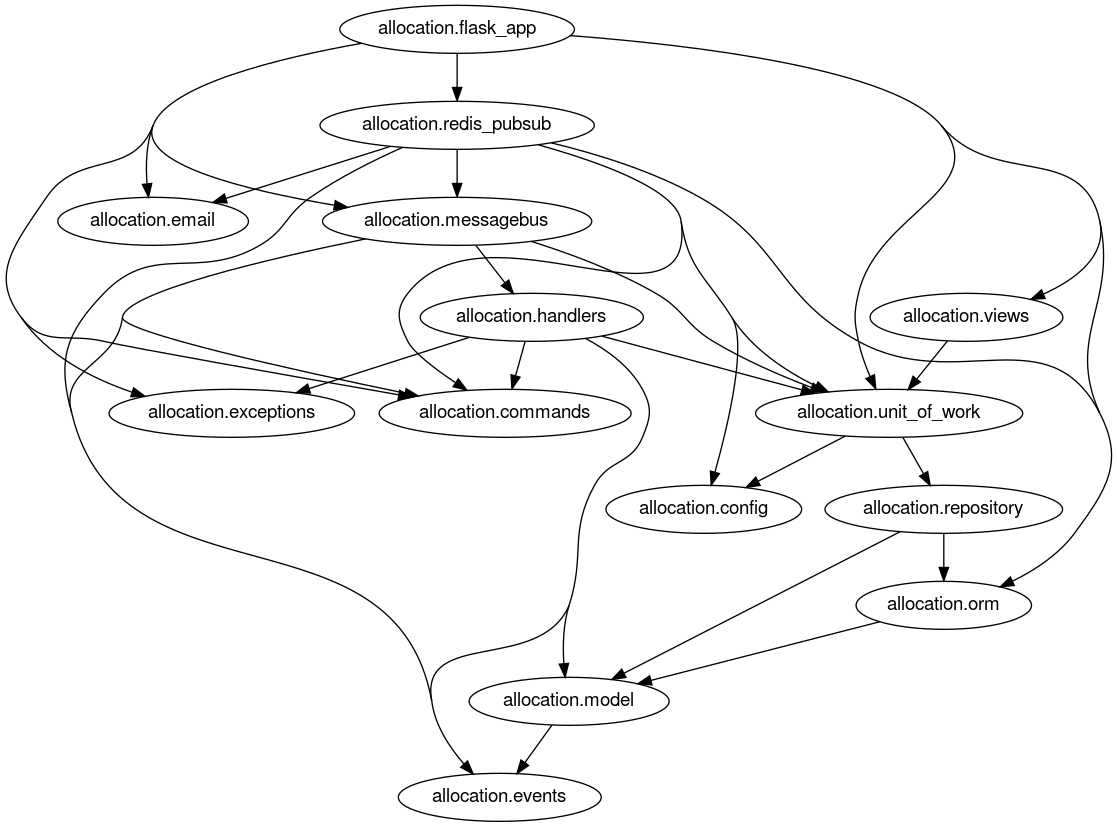 allocation.flask_app
allocation.redis_pubsub
allocation.email
allocation.messagebus
allocation.handlers
allocation.views
allocation.exceptions
allocation.commands
allocation.unit_of_work
allocation.config
allocation.repository
allocation.orm
allocation.model
allocation.events